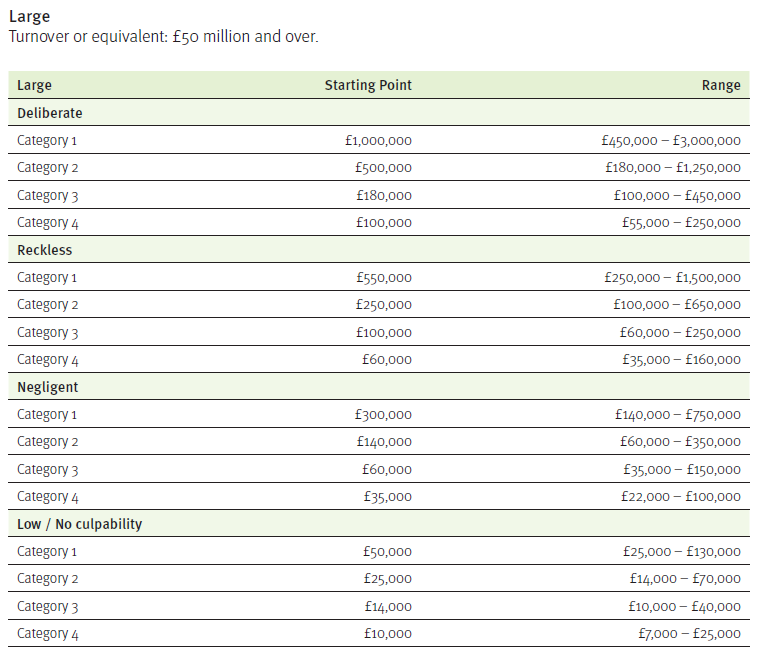 Large
Turnover or equivalent: £50 million and over.
Large Starting Point Range
Deliberate
Category 1 £1,000,000 £450,000 – £3,000,000
Category 2 £500,000 £180,000 – £1,250,000
Category 3 £180,000 £100,000 – £450,000
Category 4 £100,000 £55,000 – £250,000
Reckless
Category 1 £550,000 £250,000 – £1,500,000
Category 2 £250,000 £100,000 – £650,000
Category 3 £100,000 £60,000 – £250,000
Category 4 £60,000 £35,000 – £160,000
Negligent
Category 1 £300,000 £140,000 – £750,000
Category 2 £140,000 £60,000 – £350,000
Category 3 £60,000 £35,000 – £150,000
Category 4 £35,000 £22,000 – £100,000
Low / No culpability
Category 1 £50,000 £25,000 – £130,000
Category 2 £25,000 £14,000 – £70,000
Category 3 £14,000 £10,000 – £40,000
Category 4 £10,000 £7,000 – £25,000